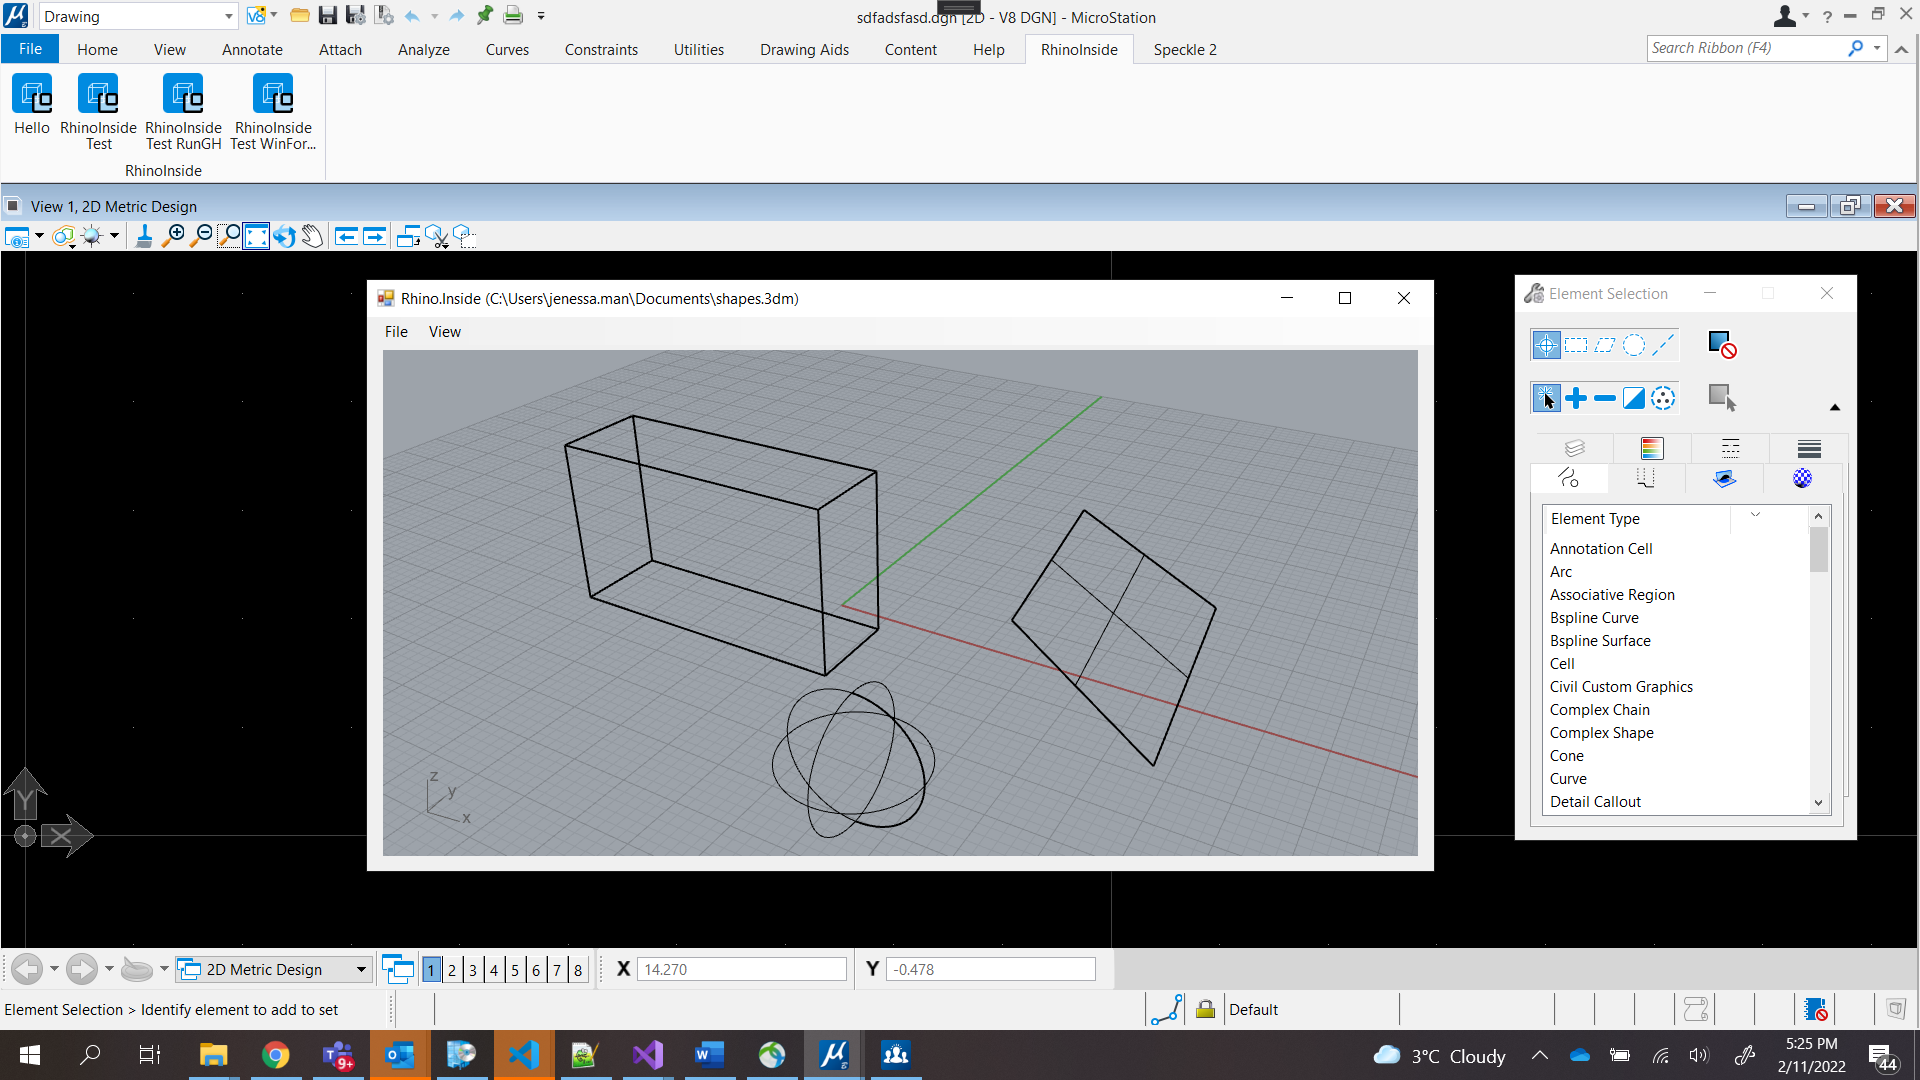 Drawing
sdfadsfasd.dgn [2D - V8 DGN] - MicroStation
File Home View Annotate Attach Analyze Curves Constraints Utilities Drawing Aids Content Help RhinoInside Speckle 2
Search Ribbon (F4)
Hello
RhinoInside Test
RhinoInside Test RunGH
RhinoInside Test WinFor...
RhinoInside
View 1, 2D Metric Design
Rhino.Inside (C:\Users\jenessa.man\Documents\shapes.3dm)
File View
z
y
x
Y
X
Element Selection
Element Type
Annotation Cell
Arc
Associative Region
Bspline Curve
Bspline Surface
Cell
Civil Custom Graphics
Complex Chain
Complex Shape
Cone
Curve
Detail Callout
2D Metric Design
1 2 3 4 5 6 7 8
X 14.270
Y -0.478
Element Selection > Identify element to add to set
Default
9+
3°C Cloudy
5:25 PM
2/11/2022
44